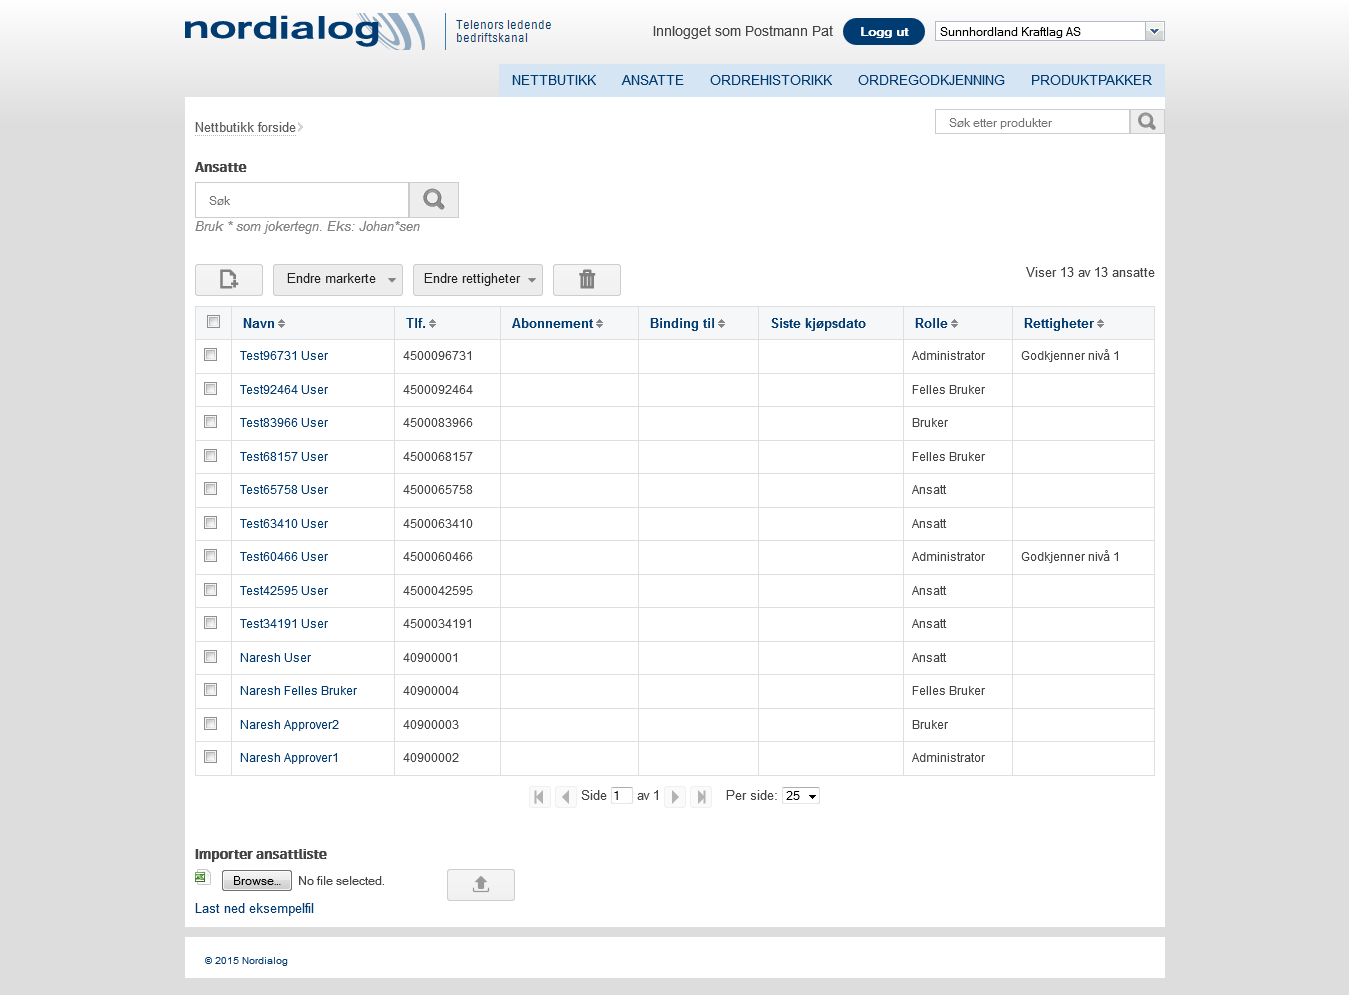 nordialog
Telenors ledende
bedriftskanal
Innlogget som Postmann Pat
Logg ut
Sunnhordland Kraftlag AS
NETTBUTIKK ANSATTE ORDREHISTORIKK ORDREGODKJENNING PRODUKTPAKKER
Nettbutikk forside
Søk etter produkter
Ansatte
Søk
Bruk * som jokertegn. Eks: Johan*sen
Endre markerte Endre rettigheter
Viser 13 av 13 ansatte
Navn Tlf. Abonnement Binding til Siste kjøpsdato Rolle Rettigheter
Test96731 User 4500096731 Administrator Godkjenner nivå 1
Test92464 User 4500092464 Felles Bruker
Test83966 User 4500083966 Bruker
Test68157 User 4500068157 Felles Bruker
Test65758 User 4500065758 Ansatt
Test63410 User 4500063410 Ansatt
Test60466 User 4500060466 Administrator Godkjenner nivå 1
Test42595 User 4500042595 Ansatt
Test34191 User 4500034191 Ansatt
Naresh User 40900001 Ansatt
Naresh Felles Bruker 40900004 Felles Bruker
Naresh Approver2 40900003 Bruker
Naresh Approver1 40900002 Administrator
Side 1 av 1 Per side: 25
Importer ansattliste
Browse... No file selected.
Last ned eksempelfil
© 2015 Nordialog